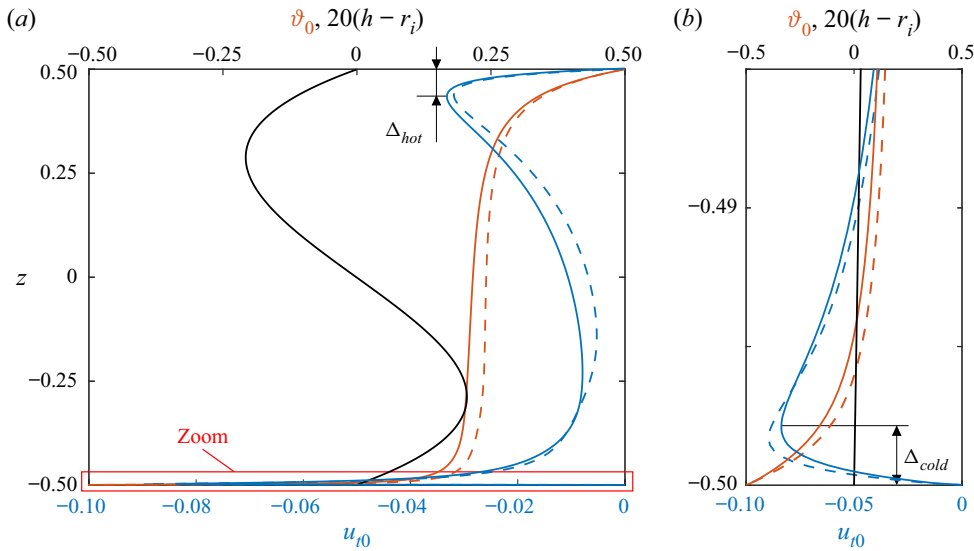 (a)
ϑ0, 20(h − ri)
−0.50 −0.25 0 0.25 0.50
0.50
0.25
0
−0.25
−0.50
z
Δhot
Zoom
−0.10 −0.08 −0.06 −0.04 −0.02 0
ut0
(b)
ϑ0, 20(h − ri)
−0.5 0 0.5
−0.49
−0.50
Δcold
−0.10 −0.05 0
ut0